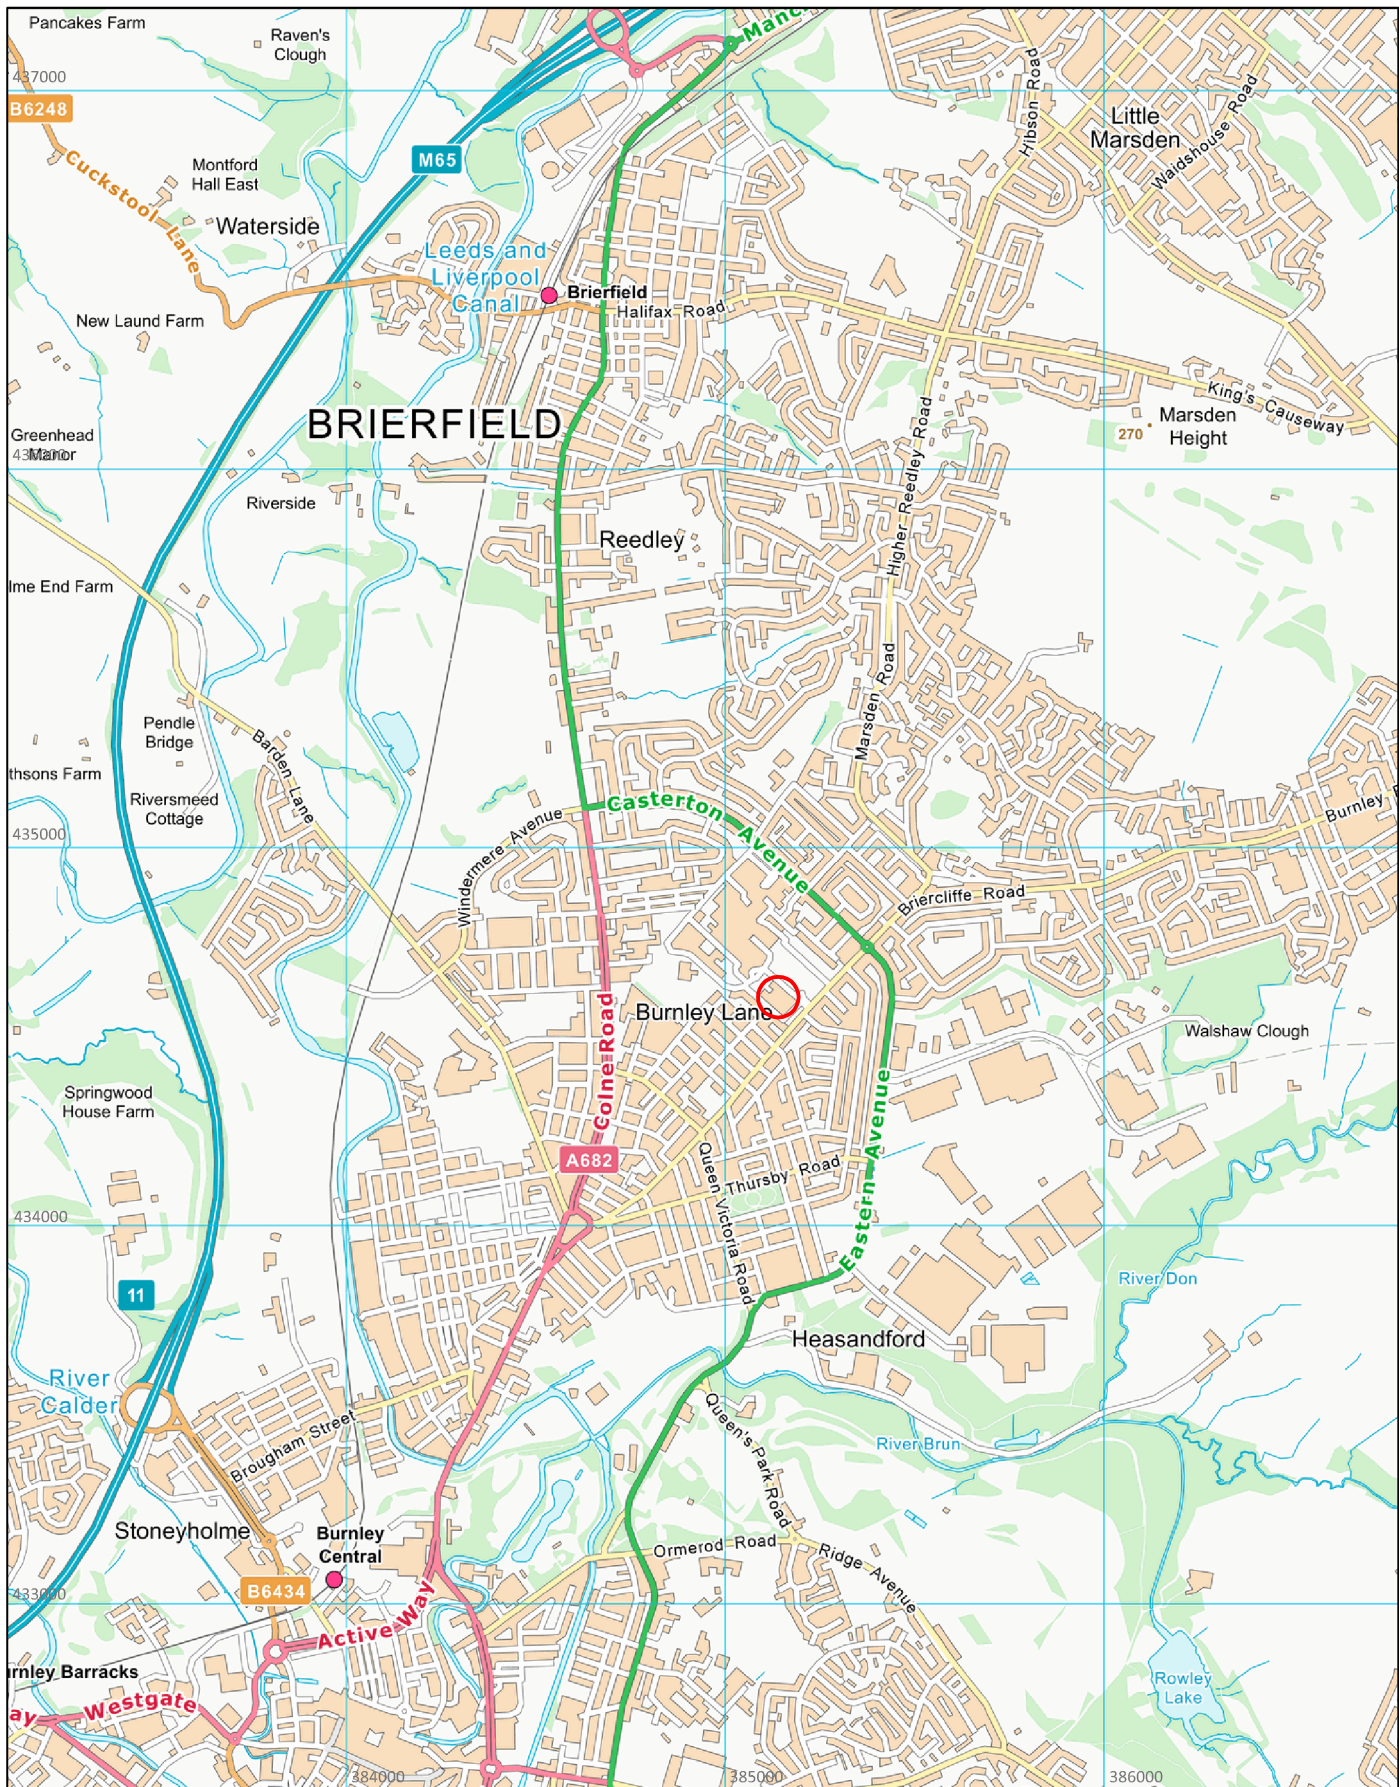 Pancakes Farm
Raven's
Clough
437000
B6248
Cuckstool Lane
Montford
Hall East
Waterside
M65
Leeds and
Liverpool
Canal
Brierfield
Halifax Road
Hibson Road
Little
Marsden
Waidshouse Road
New Laund Farm
BRIERFIELD
Greenhead
Manor
King's Causeway
Marsden
Height
270
Riverside
Reedley
Higher Reedley Road
lme End Farm
Marsden Road
Pendle
Bridge
Barden Lane
thsons Farm
Riversmeed
Cottage
435000
Windermere Avenue
Casterton Avenue
Briercliffe Road
Burnley
Burnley Lane
Colne Road
Walshaw Clough
Springwood
House Farm
A682
Queen Victoria Road
Thursby Road
Eastern Avenue
434000
11
River Don
Heasandford
River
Calder
Brougham Street
Queen's Park Road
River Brun
Stoneyholme
Burnley
Central
Ormerod Road
Ridge Avenue
B6434
433000
Active Way
rnley Barracks
Westgate
ay
Rowley
Lake
384000
385000
386000